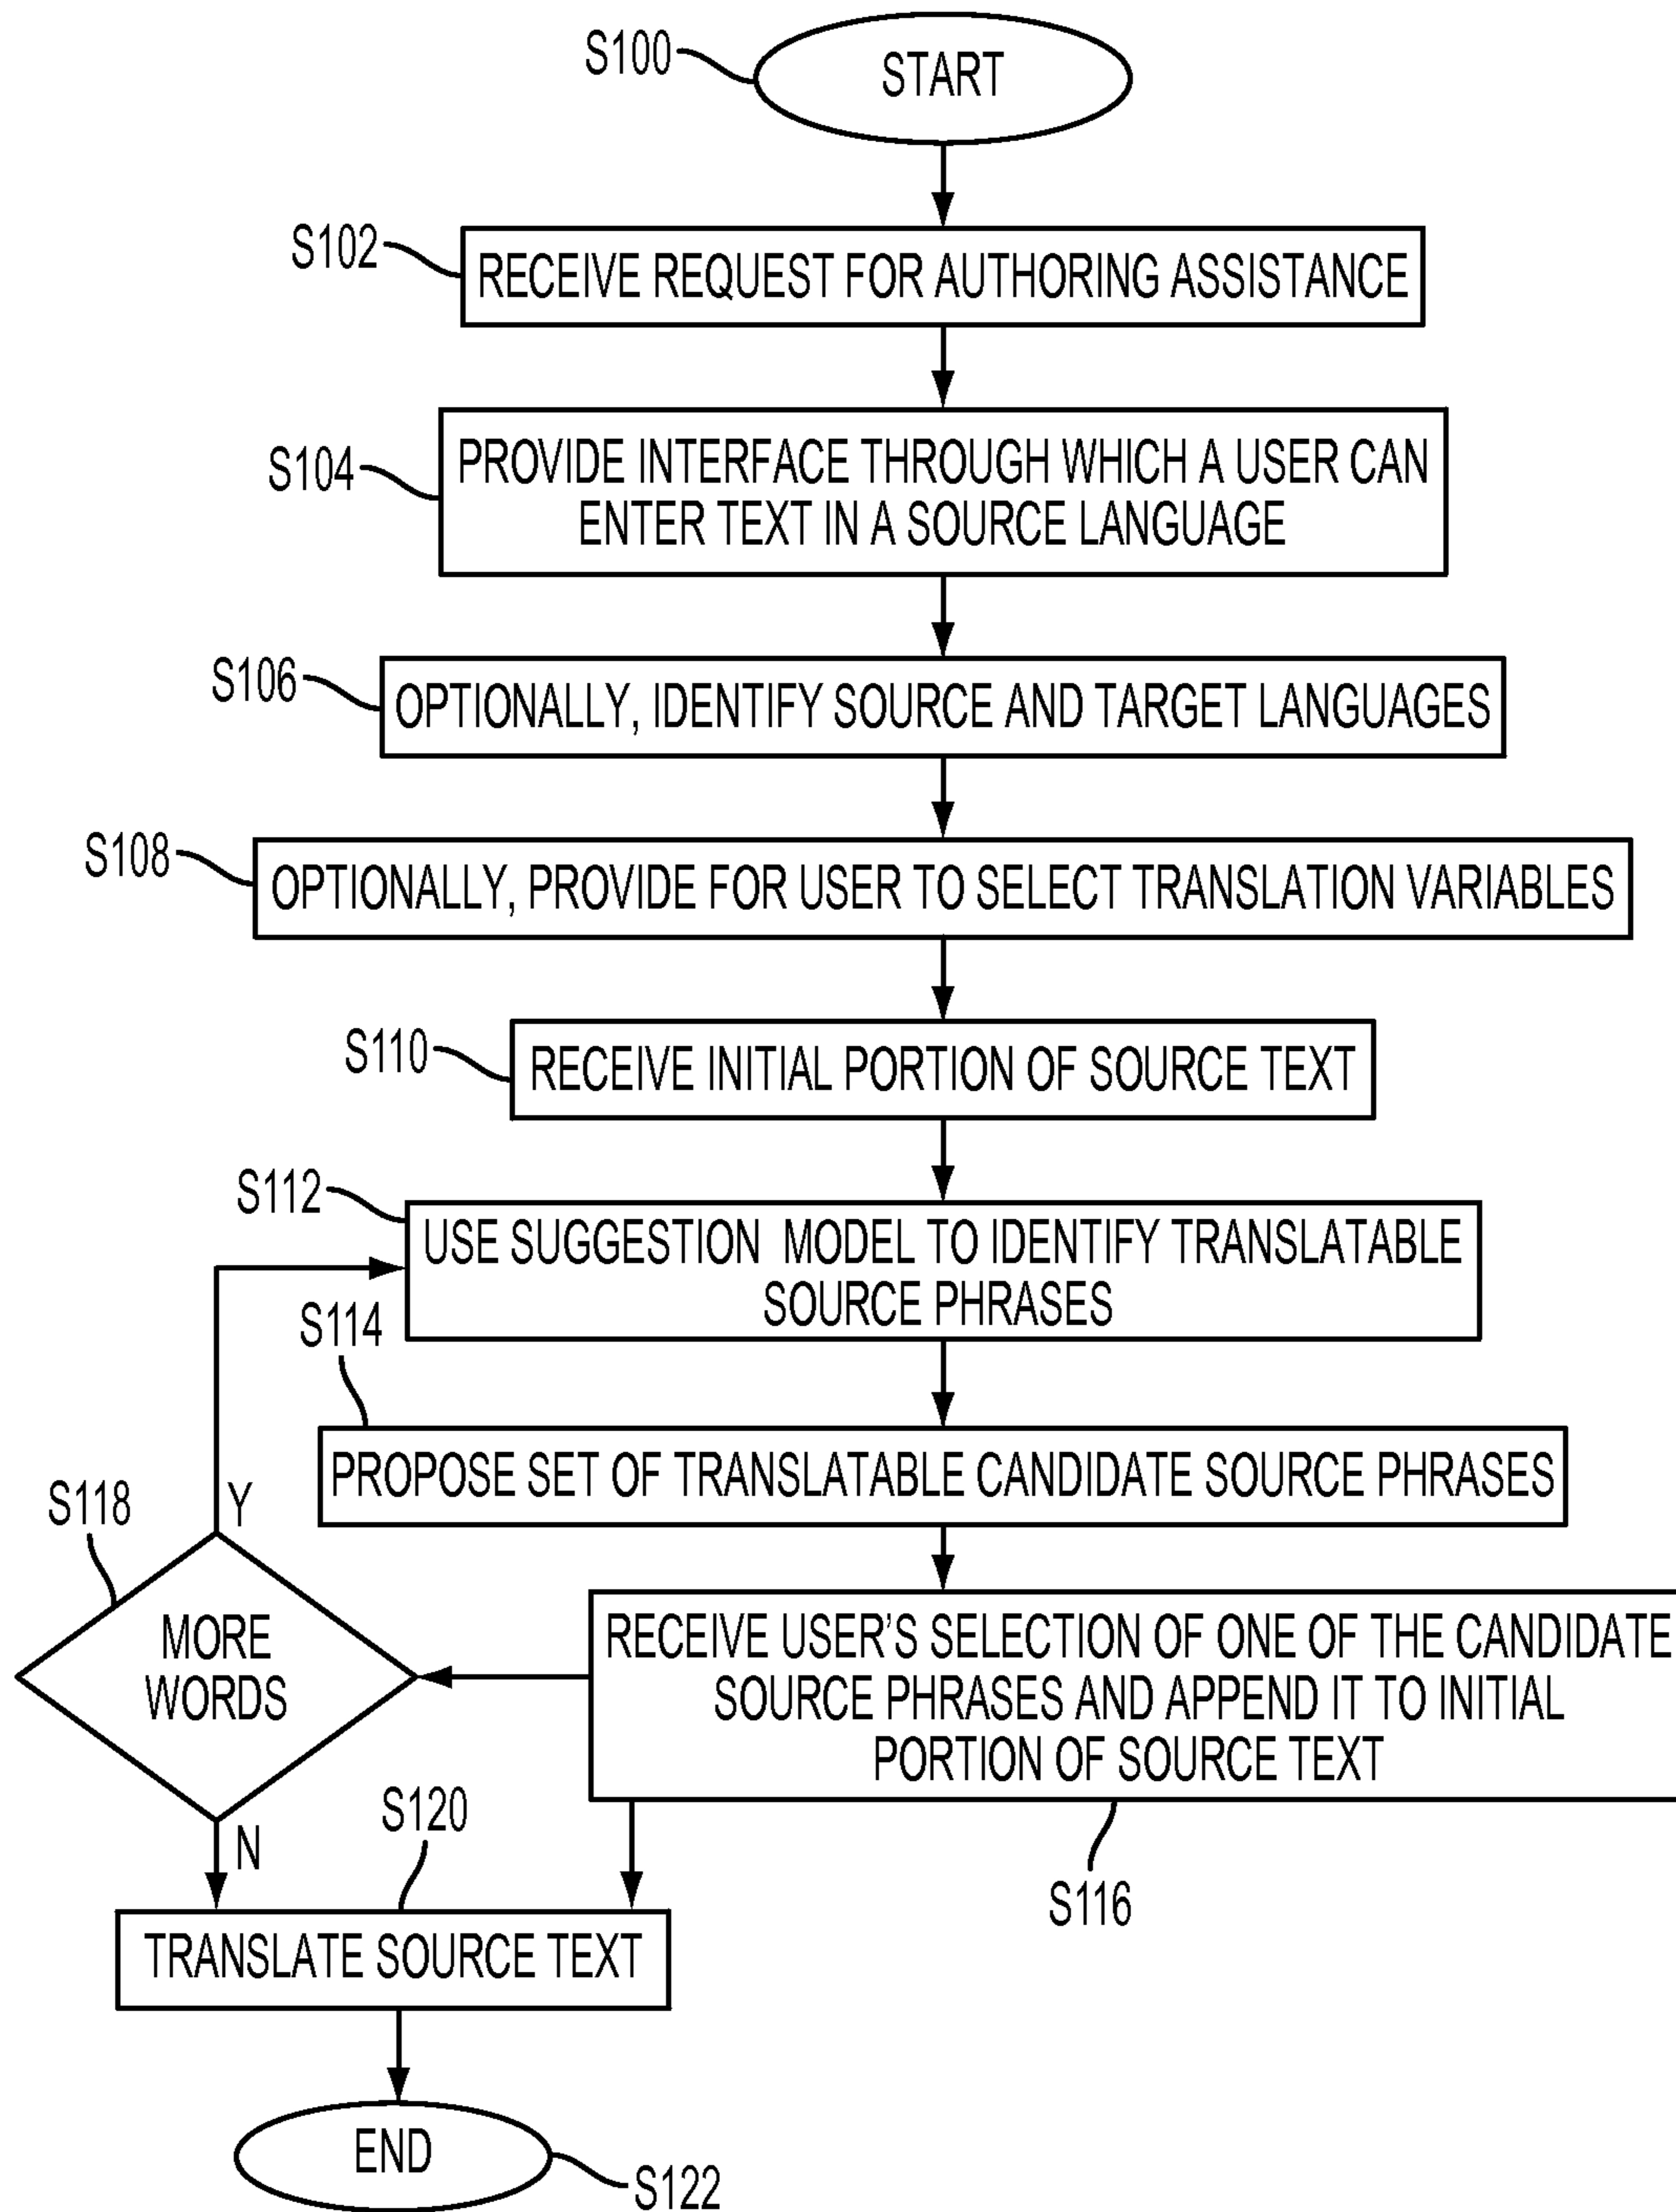 S100
START
S102
RECEIVE REQUEST FOR AUTHORING ASSISTANCE
S104
PROVIDE INTERFACE THROUGH WHICH A USER CAN
ENTER TEXT IN A SOURCE LANGUAGE
S106
OPTIONALLY, IDENTIFY SOURCE AND TARGET LANGUAGES
S108
OPTIONALLY, PROVIDE FOR USER TO SELECT TRANSLATION VARIABLES
S110
RECEIVE INITIAL PORTION OF SOURCE TEXT
S112
USE SUGGESTION MODEL TO IDENTIFY TRANSLATABLE
SOURCE PHRASES
S114
PROPOSE SET OF TRANSLATABLE CANDIDATE SOURCE PHRASES
S118
Y
MORE
WORDS
N
RECEIVE USER'S SELECTION OF ONE OF THE CANDIDATE
SOURCE PHRASES AND APPEND IT TO INITIAL
PORTION OF SOURCE TEXT
S116
S120
TRANSLATE SOURCE TEXT
END
S122